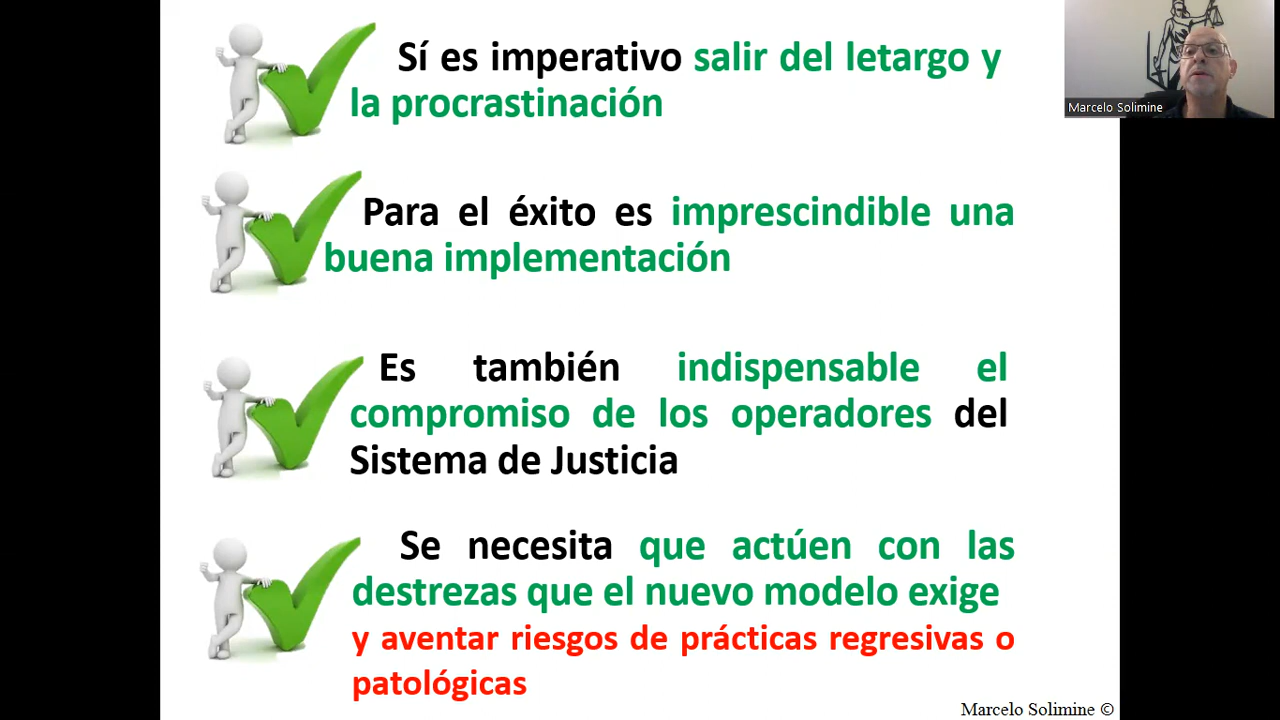 Sí es imperativo salir del letargo y
la procrastinación
Marcelo Solimine
Para el éxito es imprescindible una
buena implementación
Es también indispensable el
compromiso de los operadores del
Sistema de Justicia
Se necesita que actúen con las
destrezas que el nuevo modelo exige
y aventar riesgos de prácticas regresivas o
patológicas
Marcelo Solimine ©